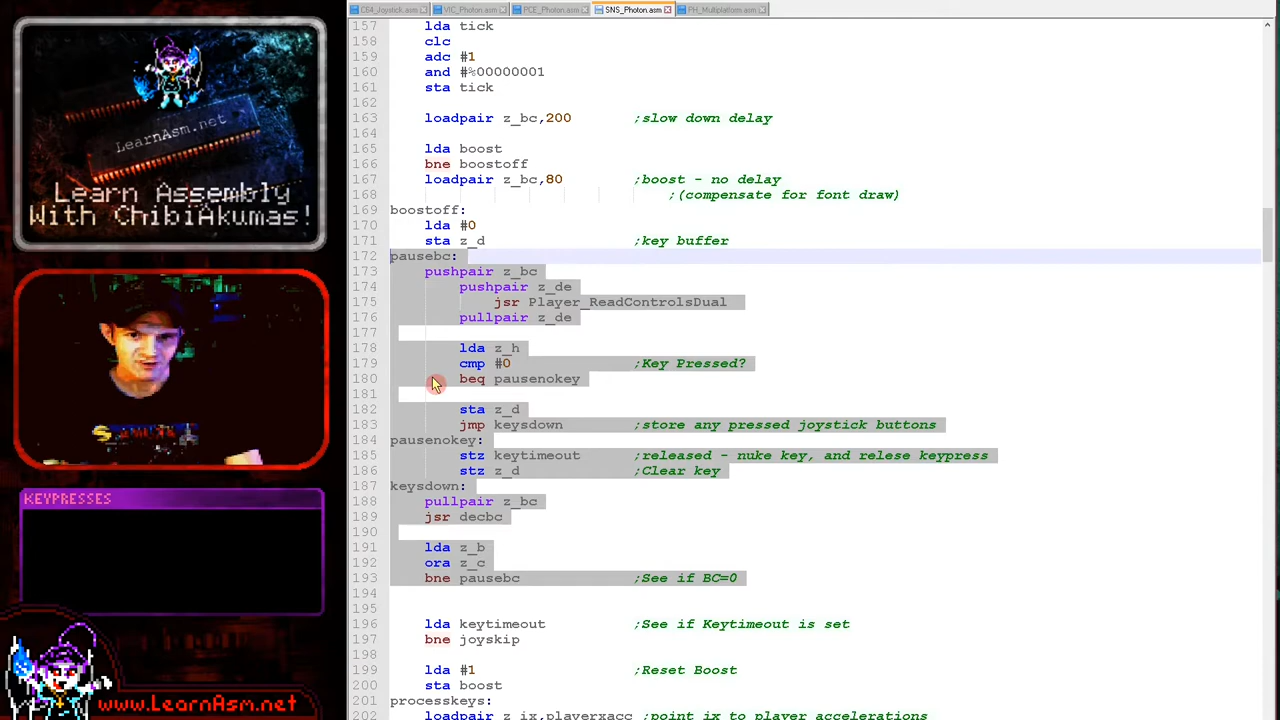 C64_Joystick.asm
VIC_Photon.asm
PCE_Photon.asm
SNS_Photon.asm
PH_Multiplatform.asm
LearnAsm.net
Learn Assembly
With ChibiAkumas!
KEYPRESSES
www.LearnAsm.net
157 lda tick
158 clc
159 adc #1
160 and #%00000001
161 sta tick
162
163 loadpair z_bc,200 ;slow down delay
164
165 lda boost
166 bne boostoff
167 loadpair z_bc,80 ;boost - no delay
168 ;(compensate for font draw)
169 boostoff:
170 lda #0
171 sta z_d ;key buffer
172 pausebc:
173 pushpair z_bc
174 pushpair z_de
175 jsr Player_ReadControlsDual
176 pullpair z_de
177
178 lda z_h
179 cmp #0 ;Key Pressed?
180 beq pausenokey
181
182 sta z_d
183 jmp keysdown ;store any pressed joystick buttons
184 pausenokey:
185 stz keytimeout ;released - nuke key, and relese keypress
186 stz z_d ;Clear key
187 keysdown:
188 pullpair z_bc
189 jsr decbc
190
191 lda z_b
192 ora z_c
193 bne pausebc ;See if BC=0
194
195
196 lda keytimeout ;See if Keytimeout is set
197 bne joyskip
198
199 lda #1 ;Reset Boost
200 sta boost
201 processkeys:
202 loadpair z_ix,playerxacc ;point ix to player accelerations